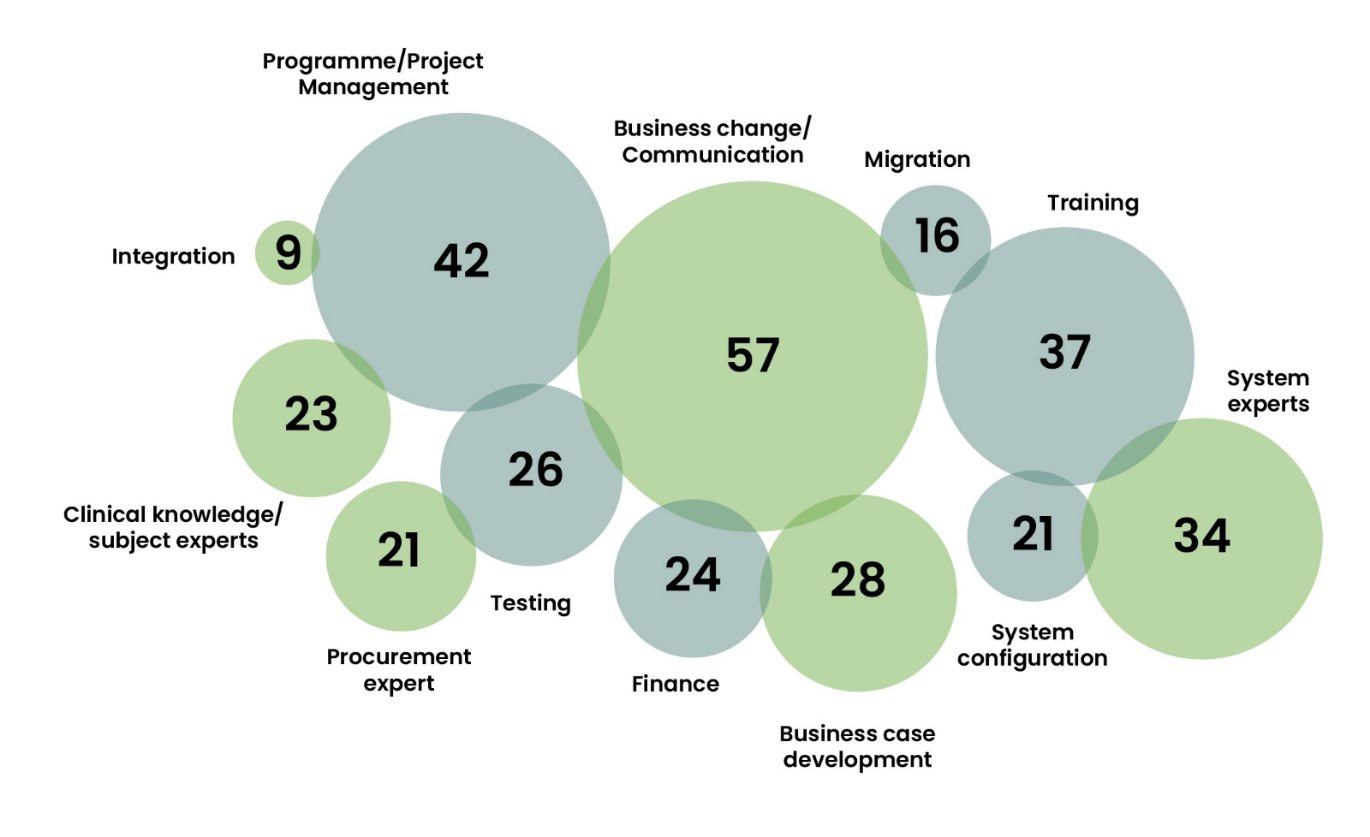 Programme/Project
Management
Business change/
Communication
Migration
Training
Integration
9
42
16
57
37
System
experts
23
26
Clinical knowledge/
subject experts
21
24
28
21
34
Testing
Procurement
expert
Finance
System
configuration
Business case
development